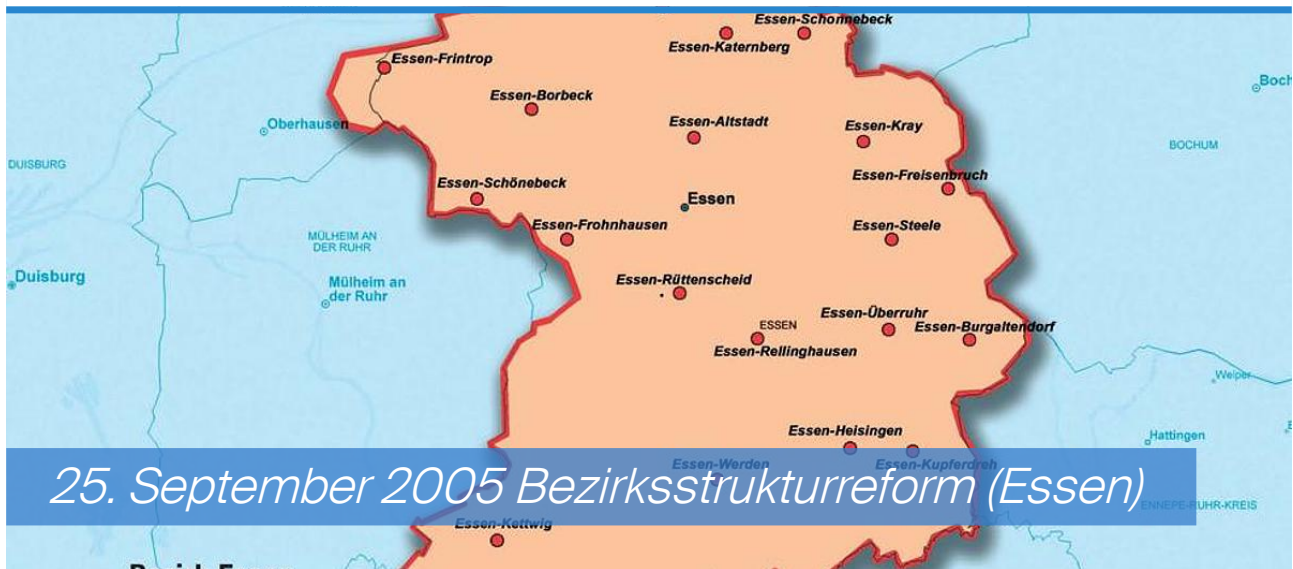 Essen-Schonnebeck
Essen-Katernberg
Essen-Frintrop
Boch
Essen-Borbeck
Oberhausen
Essen-Altstadt
Essen-Kray
BOCHUM
DUISBURG
Essen-Freisenbruch
Essen-Schönebeck
Essen
Essen-Frohnhausen
Essen-Steele
MÜLHEIM AN
DER RUHR
Duisburg
Mülheim an
der Ruhr
Essen-Rüttenscheid
Essen-Überruhr
ESSEN
Essen-Burgaltendorf
Essen-Rellinghausen
Welper
Essen-Heisingen
Hattingen
Essen-Werden
Essen-Kupferdreh
25. September 2005 Bezirksstrukturreform (Essen)
ENNEPE-RUHR-KREIS
Essen-Kettwig